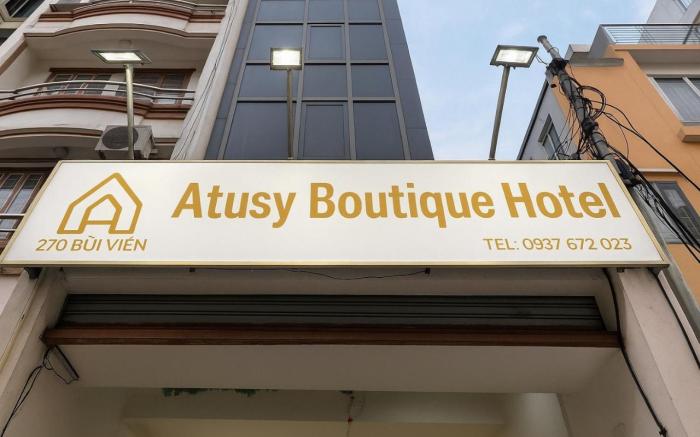 Atusy Boutique Hotel
270 BÙI VIÉN
TEL: 0937 672 023